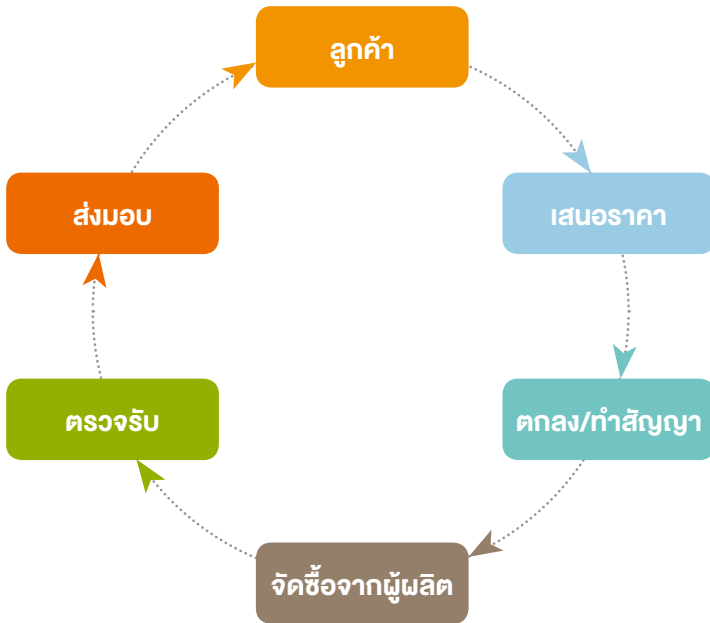 ลูกค้า
เสนอราคา
ตกลง/ทำสัญญา
จัดซื้อจากผู้ผลิต
ตรวจรับ
ส่งมอบ